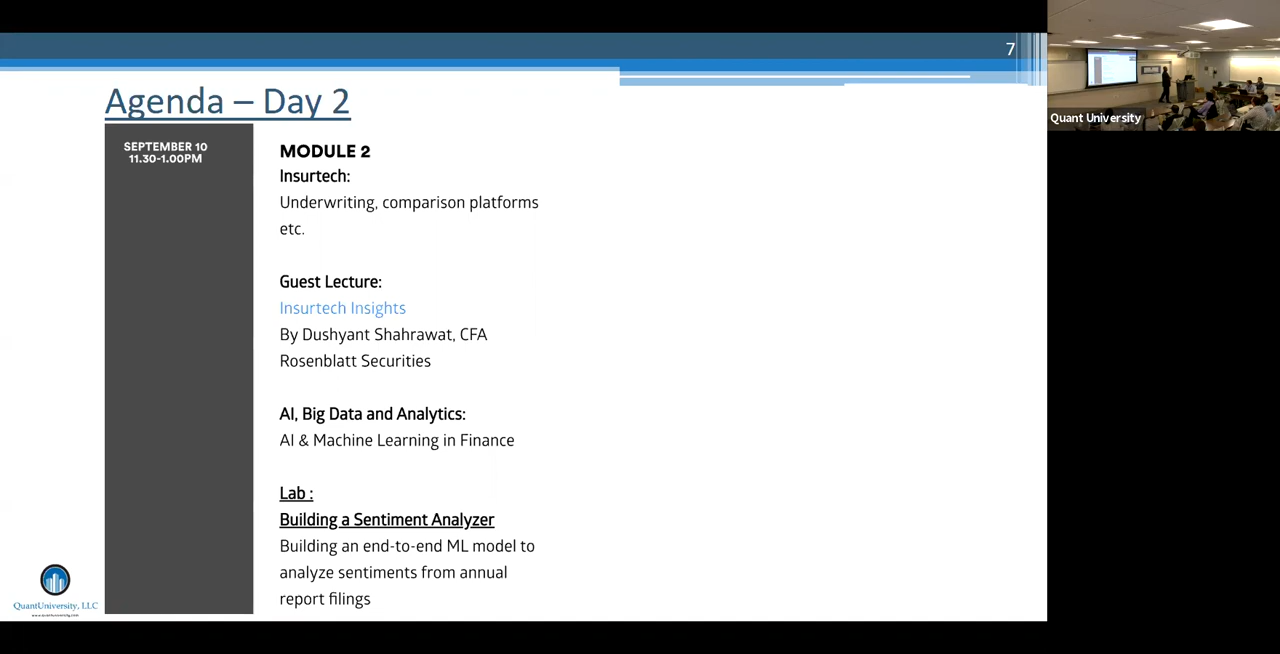 7
Quant University
Agenda – Day 2
SEPTEMBER 10
11.30-1.00PM
MODULE 2
Insurtech:
Underwriting, comparison platforms
etc.
Guest Lecture:
Insurtech Insights
By Dushyant Shahrawat, CFA
Rosenblatt Securities
AI, Big Data and Analytics:
AI & Machine Learning in Finance
Lab :
Building a Sentiment Analyzer
Building an end-to-end ML model to
analyze sentiments from annual
report filings
QuantUniversity, LLC